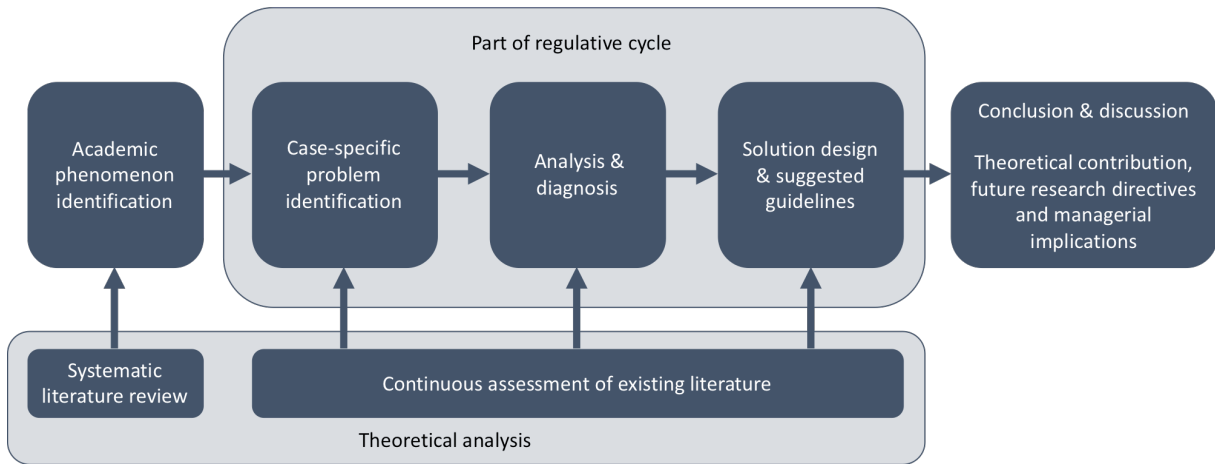 Part of regulative cycle
Academic
phenomenon
identification
Case-specific
problem
identification
Analysis &
diagnosis
Solution design
& suggested
guidelines
Conclusion & discussion
Theoretical contribution,
future research directives
and managerial
implications
Systematic
literature review
Continuous assessment of existing literature
Theoretical analysis